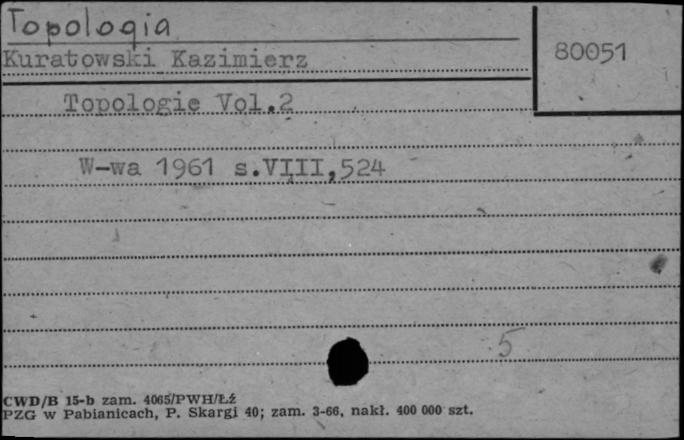 Topologia
Kuratowski Kazimierz
80051
Topologie Vol.2
W-wa 1961 s.VIII,524
5
CWD/B 15-b zam. 4065/PWH/Łź
PZG w Pabianicach, P. Skargi 40; zam. 3-66, nakł. 400 000 szt.